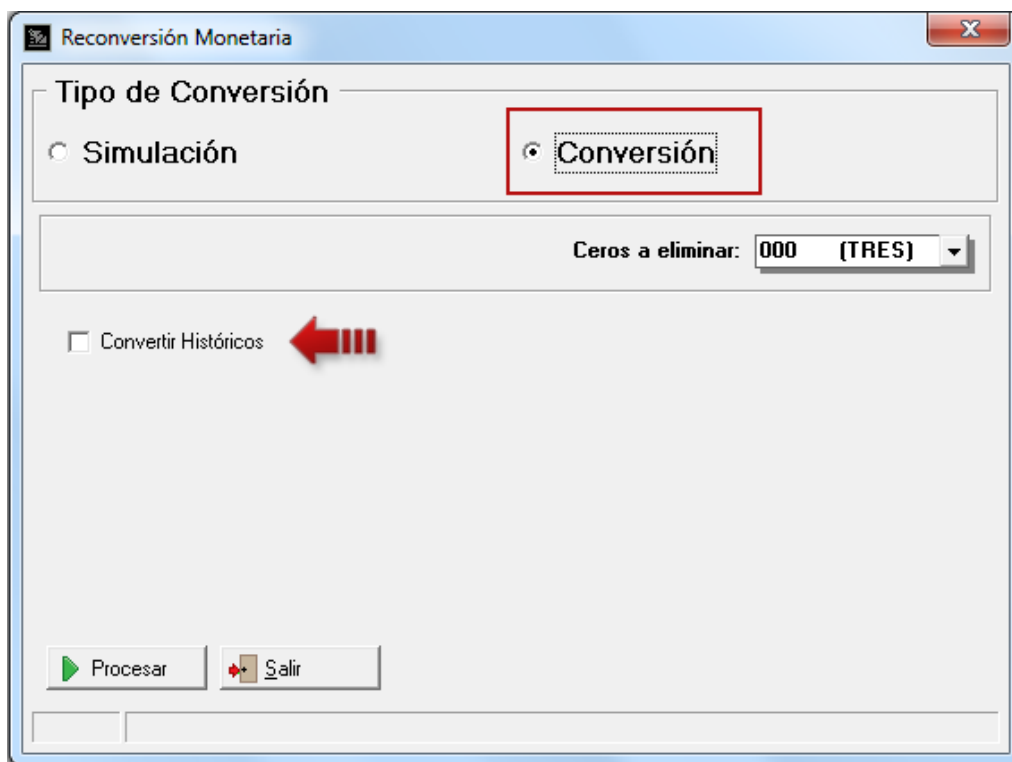 Reconversión Monetaria
Tipo de Conversión
Simulación
Conversión
Ceros a eliminar: 000 (TRES)
Convertir Históricos
Procesar
Salir